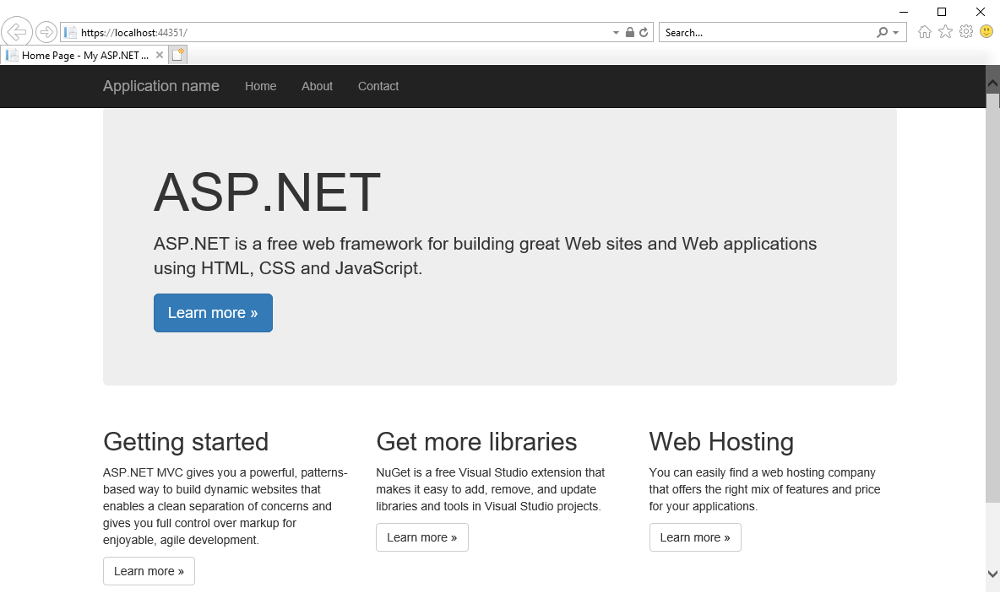 https://localhost:44351/
Search...
Home Page - My ASP.NET ...
Application name Home About Contact
ASP.NET
ASP.NET is a free web framework for building great Web sites and Web applications
using HTML, CSS and JavaScript.
Learn more »
Getting started
ASP.NET MVC gives you a powerful, patterns-
based way to build dynamic websites that
enables a clean separation of concerns and
gives you full control over markup for
enjoyable, agile development.
Learn more »
Get more libraries
NuGet is a free Visual Studio extension that
makes it easy to add, remove, and update
libraries and tools in Visual Studio projects.
Learn more »
Web Hosting
You can easily find a web hosting company
that offers the right mix of features and price
for your applications.
Learn more »